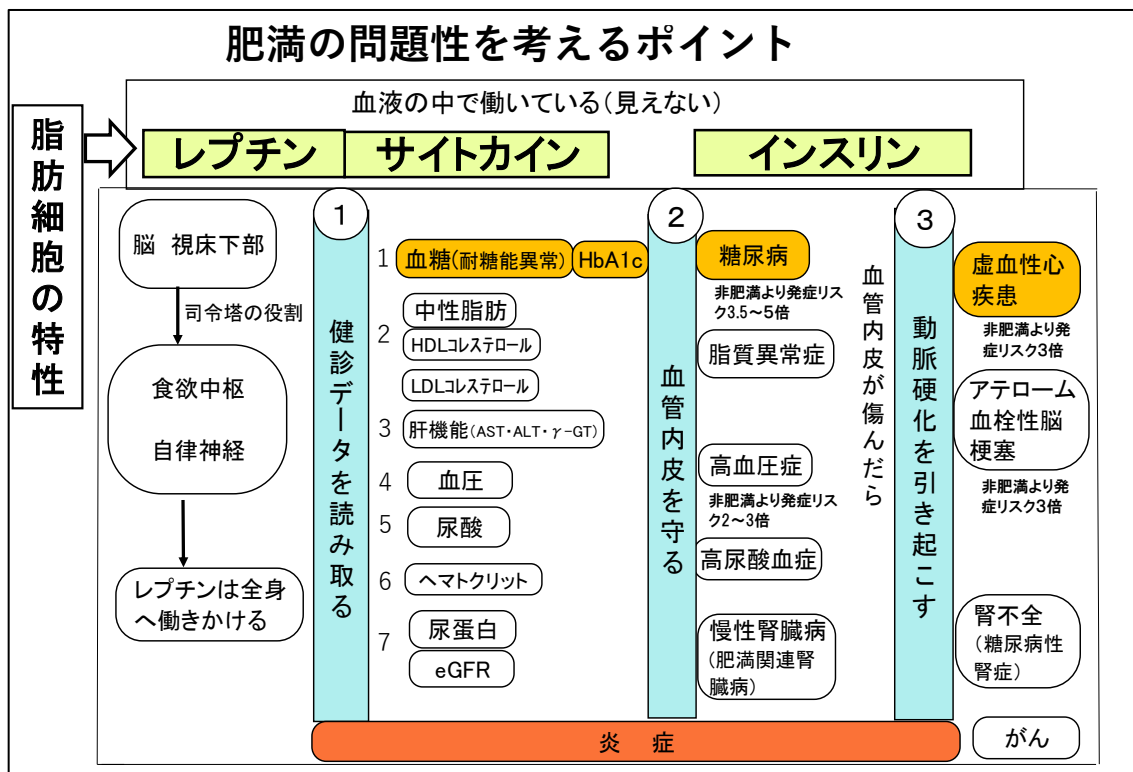 肥満の問題性を考えるポイント
脂肪細胞の特性
血液の中で働いている(見えない)
レプチン
サイトカイン
インスリン
脳 視床下部
司令塔の役割
食欲中枢
自律神経
レプチンは全身
へ働きかける
1
健診データを読み取る
1
血糖(耐糖能異常)
HbA1c
2
中性脂肪
HDLコレステロール
LDLコレステロール
3
肝機能(AST・ALT・γ-GT)
4
血圧
5
尿酸
6
ヘマトクリット
7
尿蛋白
eGFR
2
血管内皮を守る
糖尿病
非肥満より発症リス
ク3.5~5倍
脂質異常症
高血圧症
非肥満より発症リス
ク2~3倍
高尿酸血症
慢性腎臓病
(肥満関連腎
臓病)
血管内皮が傷んだら
3
動脈硬化を引き起こす
虚血性心
疾患
非肥満より発
症リスク3倍
アテローム
血栓性脳
梗塞
非肥満より発
症リスク3倍
腎不全
(糖尿病性
腎症)
がん
炎 症